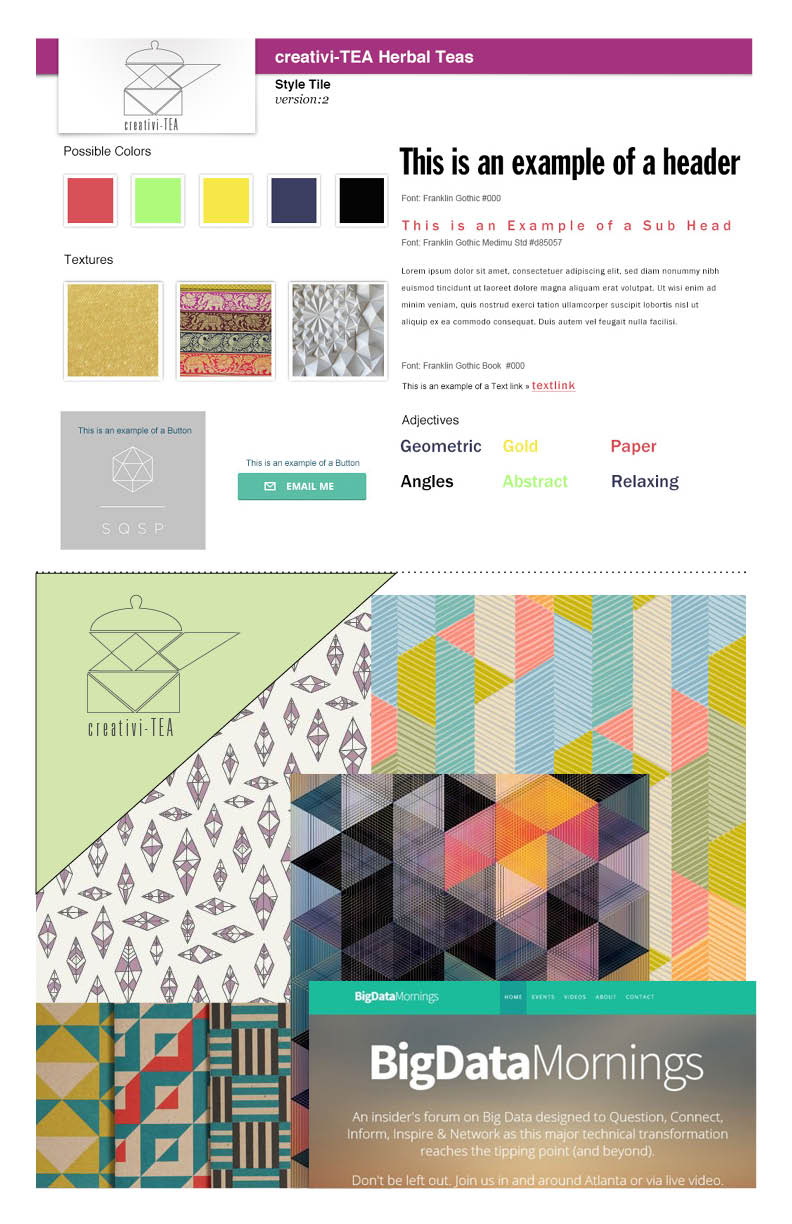 creativi-TEA Herbal Teas
creativi-TEA
Style Tile
version:2
Possible Colors
Textures
This is an example of a header
Font: Franklin Gothic #000
This is an Example of a Sub Head
Font: Franklin Gothic Medimu Std #d85057
Lorem ipsum dolor sit amet, consectetuer adipiscing elit, sed diam nonummy nibh
euismod tincidunt ut laoreet dolore magna aliquam erat volutpat. Ut wisi enim ad
minim veniam, quis nostrud exerci tation ullamcorper suscipit lobortis nisl ut
aliquip ex ea commodo consequat. Duis autem vel feugait nulla facilisi.
Font: Franklin Gothic Book #000
This is an example of a Text link » textlink
This is an example of a Button
SQSP
This is an example of a Button
EMAIL ME
Adjectives
Geometric Gold Paper
Angles Abstract Relaxing
creativi-TEA
BigDataMornings
HOME EVENTS VIDEOS ABOUT CONTACT
BigDataMornings
An insider's forum on Big Data designed to Question, Connect,
Inform, Inspire & Network as this major technical transformation
reaches the tipping point (and beyond).
Don't be left out. Join us in and around Atlanta or via live video.